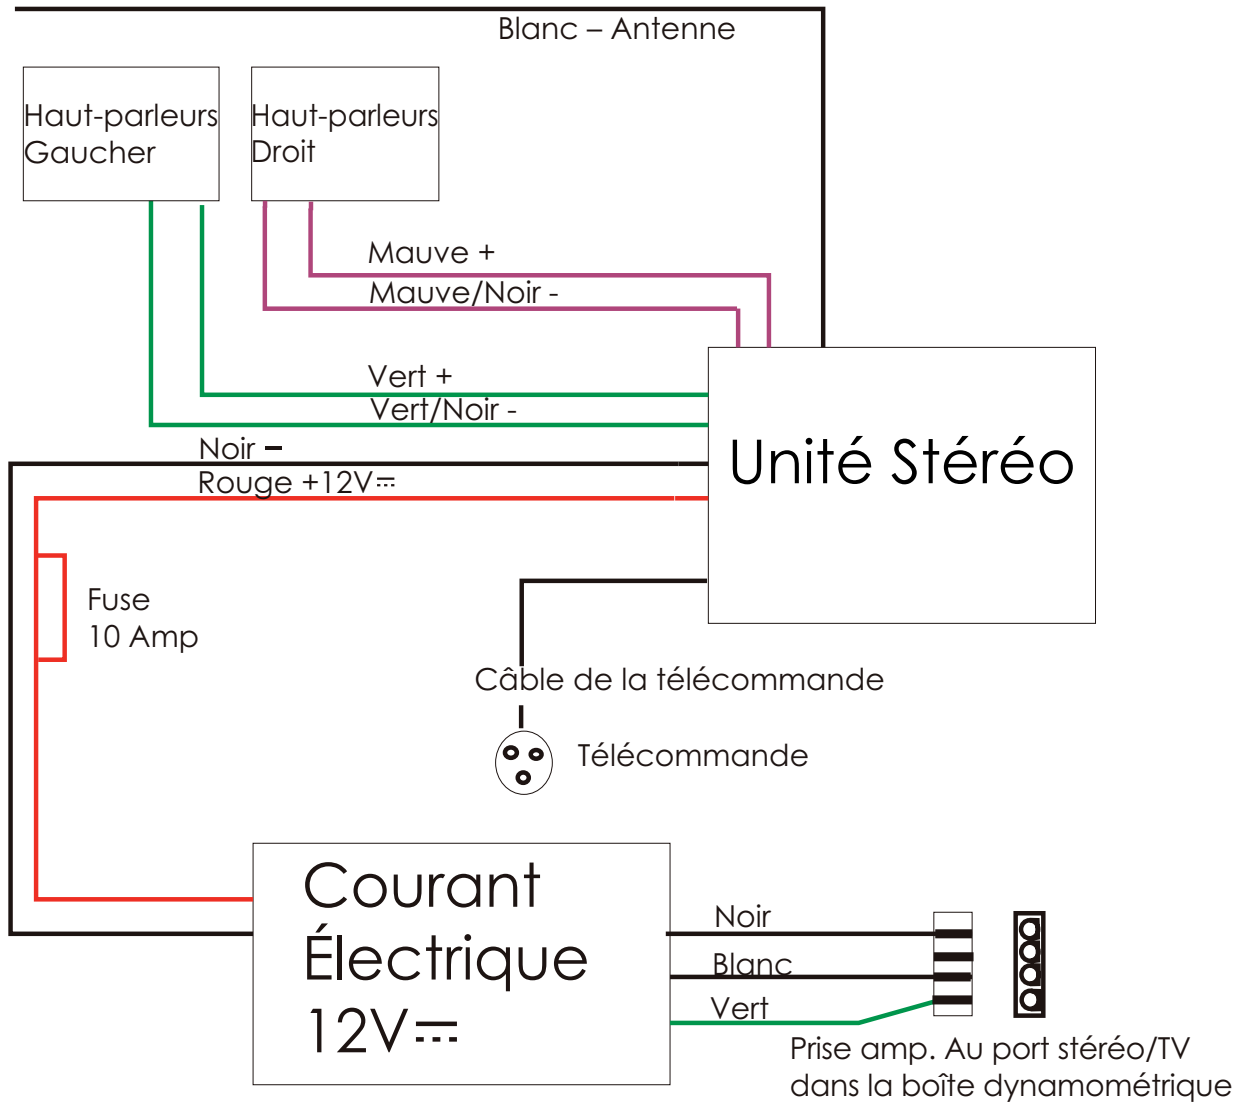 Blanc – Antenne
Haut-parleurs
Gaucher
Haut-parleurs
Droit
Mauve +
Mauve/Noir -
Vert +
Vert/Noir -
Noir –
Rouge +12V⎓
Unité Stéréo
Fuse
10 Amp
Câble de la télécommande
Télécommande
Courant
Électrique
12V⎓
Noir
Blanc
Vert
Prise amp. Au port stéréo/TV
dans la boîte dynamométrique